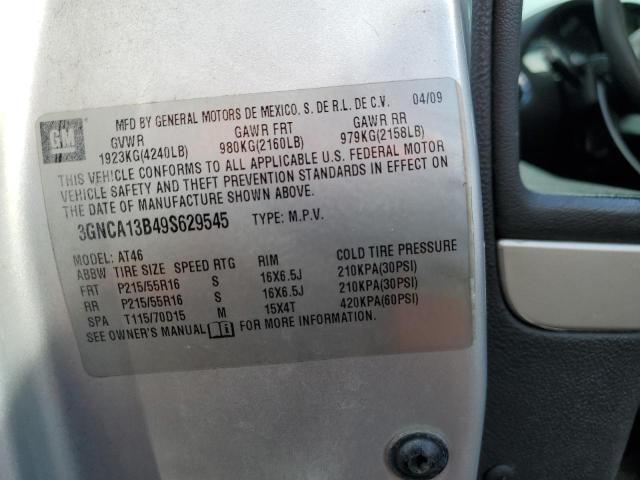 MFD BY GENERAL MOTORS DE MEXICO. S. DE R.L. DE C.V. 04/09
GM
GVWR GAWR FRT GAWR RR
1923KG(4240LB) 980KG(2160LB) 979KG(2158LB)
THIS VEHICLE CONFORMS TO ALL APPLICABLE U.S. FEDERAL MOTOR
VEHICLE SAFETY AND THEFT PREVENTION STANDARDS IN EFFECT ON
THE DATE OF MANUFACTURE SHOWN ABOVE.
3GNCA13B49S629545 TYPE: M.P.V.
MODEL: AT46
ABBW TIRE SIZE SPEED RTG RIM COLD TIRE PRESSURE
FRT P215/55R16 S 16X6.5J 210KPA(30PSI)
RR P215/55R16 S 16X6.5J 210KPA(30PSI)
SPA T115/70D15 M 15X4T 420KPA(60PSI)
SEE OWNER'S MANUAL FOR MORE INFORMATION.